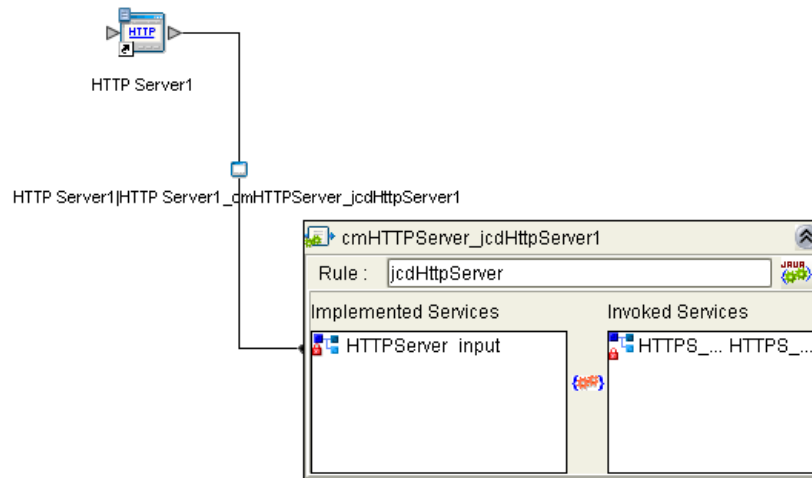 HTTP
HTTP Server1
HTTP Server1|HTTP Server1_cmHTTPServer_jcdHttpServer1
cmHTTPServer_jcdHttpServer1
Rule : jcdHttpServer JAVA
Implemented Services Invoked Services
HTTPServer input HTTPS_... HTTPS_...